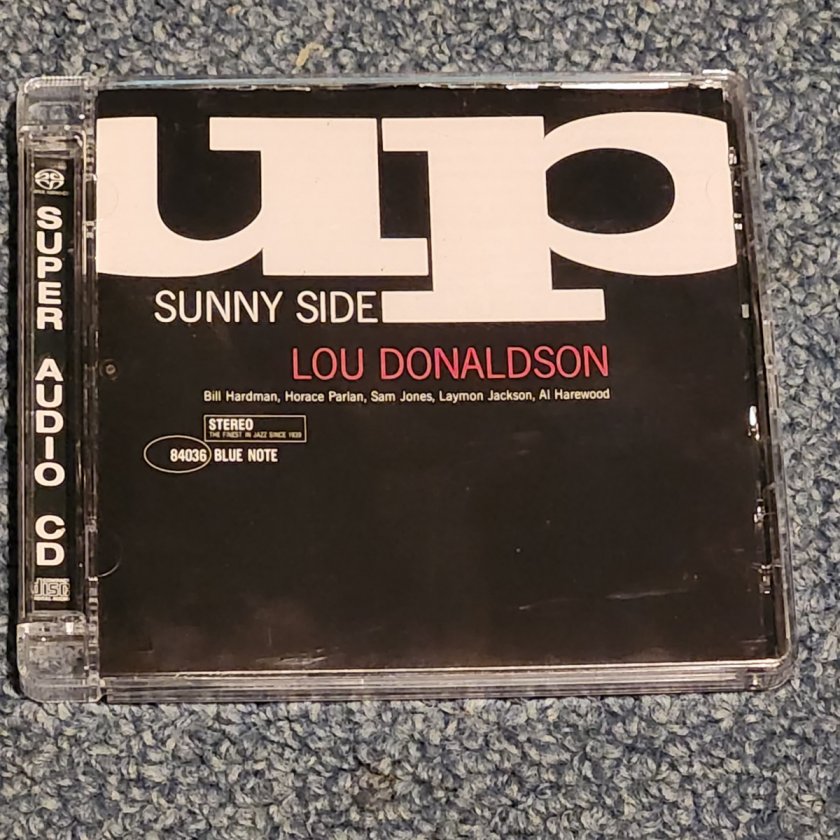 up
SUNNY SIDE
LOU DONALDSON
Bill Hardman, Horace Parlan, Sam Jones, Laymon Jackson, Al Harewood
STEREO
THE FINEST IN JAZZ SINCE 1939
84036 BLUE NOTE
SUPER AUDIO CD
disc